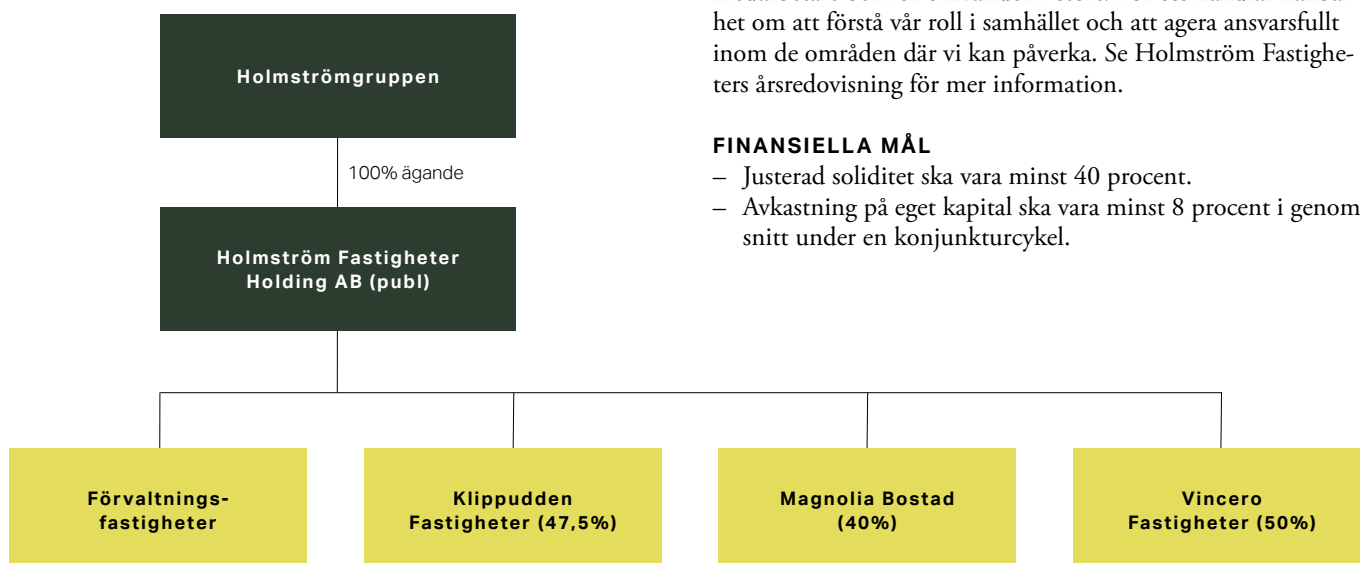 Holmströmgruppen
100% ägande
Holmström Fastigheter
Holding AB (publ)
Förvaltnings-
fastigheter
Klippudden
Fastigheter (47,5%)
Magnolia Bostad
(40%)
Vincero
Fastigheter (50%)
het om att förstå vår roll i samhället och att agera ansvarsfullt
inom de områden där vi kan påverka. Se Holmström Fastighe-
ters årsredovisning för mer information.
FINANSIELLA MÅL
– Justerad soliditet ska vara minst 40 procent.
– Avkastning på eget kapital ska vara minst 8 procent i genom
snitt under en konjunkturcykel.